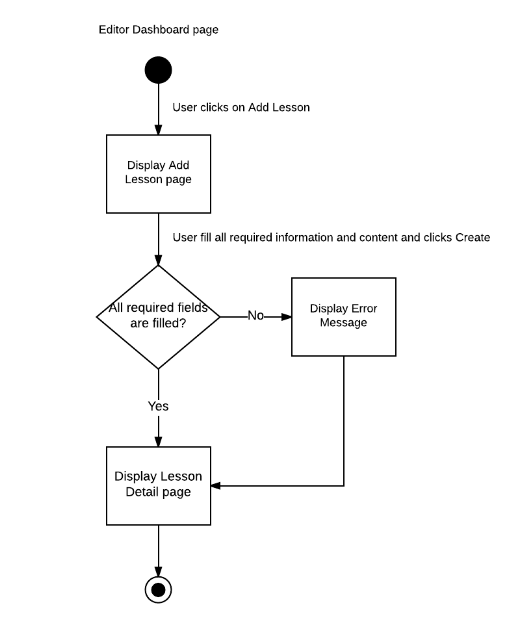 Editor Dashboard page
User clicks on Add Lesson
Display Add
Lesson page
User fill all required information and content and clicks Create
All required fields
are filled?
No
Display Error
Message
Yes
Display Lesson
Detail page